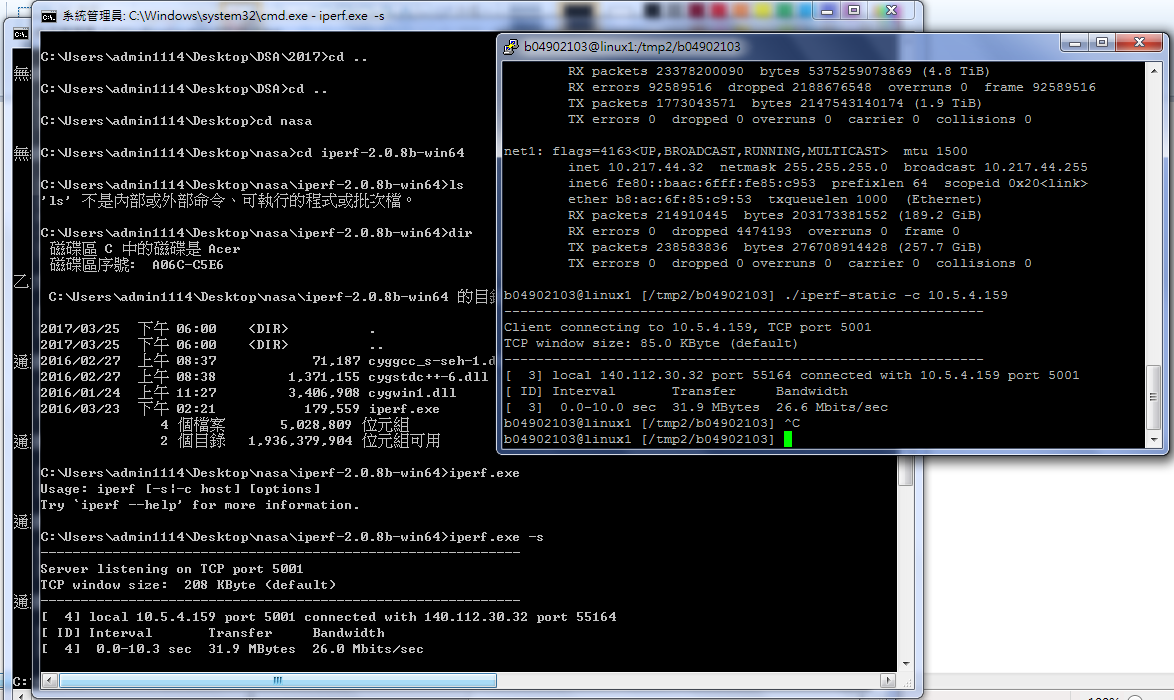 系統管理員: C:\Windows\system32\cmd.exe - iperf.exe -s
C:\Users\admin1114\Desktop\DSA\2017>cd ..
C:\Users\admin1114\Desktop\DSA>cd ..
C:\Users\admin1114\Desktop>cd nasa
C:\Users\admin1114\Desktop\nasa>cd iperf-2.0.8b-win64
C:\Users\admin1114\Desktop\nasa\iperf-2.0.8b-win64>ls
'ls' 不是內部或外部命令、可執行的程式或批次檔。
C:\Users\admin1114\Desktop\nasa\iperf-2.0.8b-win64>dir
磁碟區 C 中的磁碟是 Acer
磁碟區序號: A06C-C5E6
C:\Users\admin1114\Desktop\nasa\iperf-2.0.8b-win64 的目錄
2017/03/25 下午 06:00 <DIR> .
2017/03/25 下午 06:00 <DIR> ..
2016/02/27 上午 08:37 71,187 cyggcc_s-seh-1.d
2016/02/27 上午 08:38 1,371,155 cygstdc++-6.dll
2016/01/24 上午 11:27 3,406,908 cygwin1.dll
2016/03/23 下午 02:21 179,559 iperf.exe
4 個檔案 5,028,809 位元組
2 個目錄 1,936,379,904 位元組可用
C:\Users\admin1114\Desktop\nasa\iperf-2.0.8b-win64>iperf.exe
Usage: iperf [-s|-c host] [options]
Try `iperf --help' for more information.
C:\Users\admin1114\Desktop\nasa\iperf-2.0.8b-win64>iperf.exe -s
------------------------------------------------------------
Server listening on TCP port 5001
TCP window size: 208 KByte (default)
------------------------------------------------------------
[ 4] local 10.5.4.159 port 5001 connected with 140.112.30.32 port 55164
[ ID] Interval Transfer Bandwidth
[ 4] 0.0-10.3 sec 31.9 MBytes 26.0 Mbits/sec
b04902103@linux1:/tmp2/b04902103
RX packets 23378200090 bytes 5375259073869 (4.8 TiB)
RX errors 92589516 dropped 2188676548 overruns 0 frame 92589516
TX packets 1773043571 bytes 2147543140174 (1.9 TiB)
TX errors 0 dropped 0 overruns 0 carrier 0 collisions 0
net1: flags=4163<UP,BROADCAST,RUNNING,MULTICAST> mtu 1500
inet 10.217.44.32 netmask 255.255.255.0 broadcast 10.217.44.255
inet6 fe80::baac:6fff:fe85:c953 prefixlen 64 scopeid 0x20<link>
ether b8:ac:6f:85:c9:53 txqueuelen 1000 (Ethernet)
RX packets 214910445 bytes 203173381552 (189.2 GiB)
RX errors 0 dropped 4474193 overruns 0 frame 0
TX packets 238583836 bytes 276708914428 (257.7 GiB)
TX errors 0 dropped 0 overruns 0 carrier 0 collisions 0
b04902103@linux1 [/tmp2/b04902103] ./iperf-static -c 10.5.4.159
------------------------------------------------------------
Client connecting to 10.5.4.159, TCP port 5001
TCP window size: 85.0 KByte (default)
------------------------------------------------------------
[ 3] local 140.112.30.32 port 55164 connected with 10.5.4.159 port 5001
[ ID] Interval Transfer Bandwidth
[ 3] 0.0-10.0 sec 31.9 MBytes 26.6 Mbits/sec
b04902103@linux1 [/tmp2/b04902103] ^C
b04902103@linux1 [/tmp2/b04902103]
無
無
乙
通
通
通
通
C: